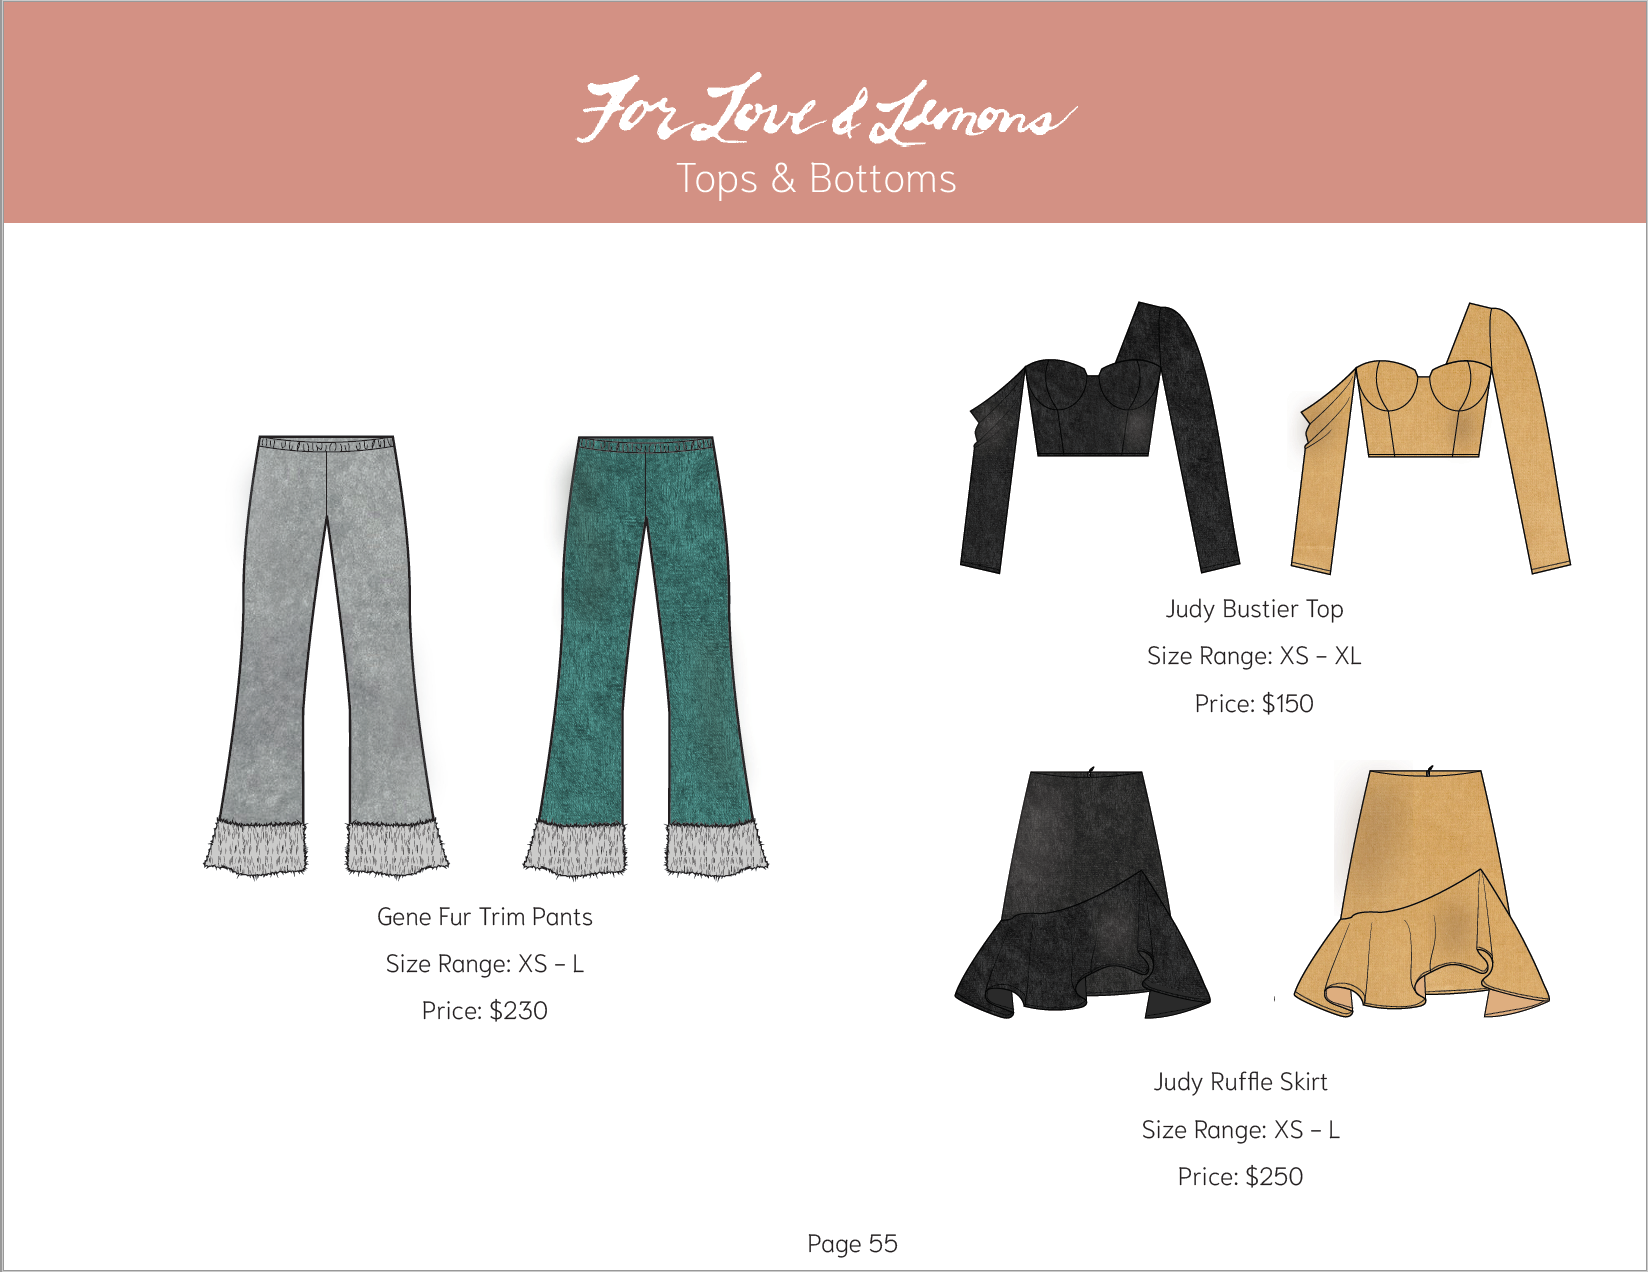 For Love & Lemons
Tops & Bottoms
Gene Fur Trim Pants
Size Range: XS – L
Price: $230
Judy Bustier Top
Size Range: XS – XL
Price: $150
Judy Ruffle Skirt
Size Range: XS – L
Price: $250
Page 55